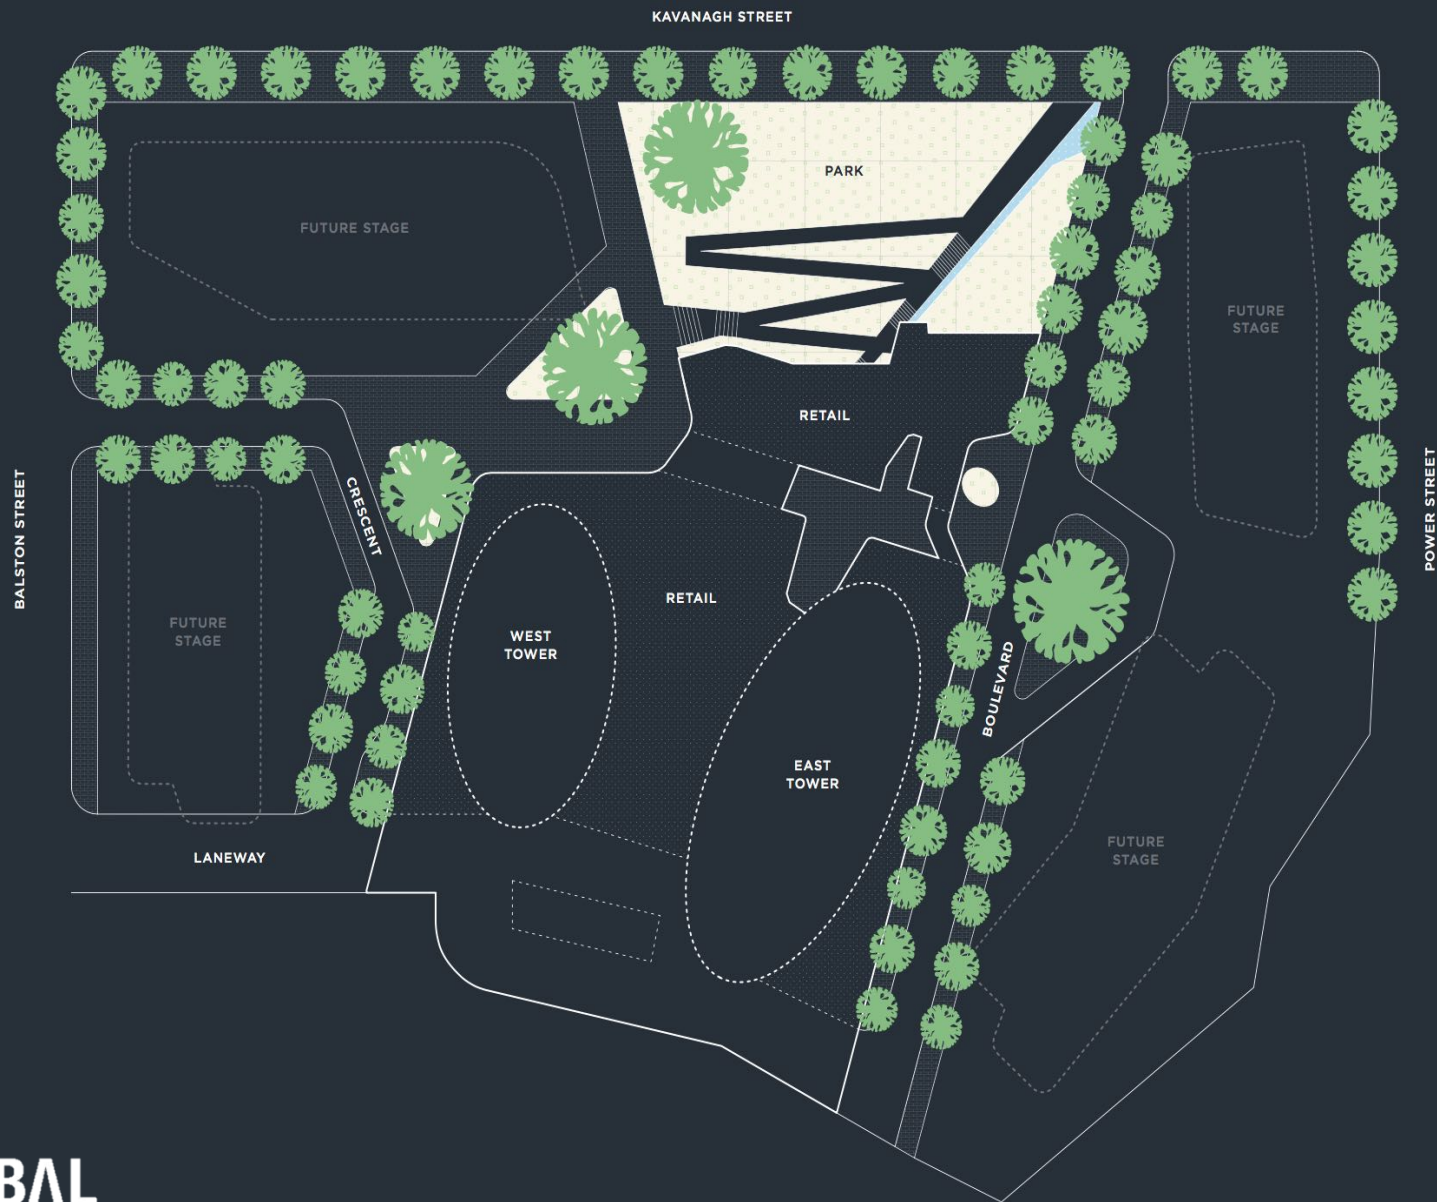 KAVANAGH STREET
PARK
FUTURE STAGE
FUTURE
STAGE
RETAIL
BALSTON STREET
CRESCENT
POWER STREET
RETAIL
FUTURE
STAGE
WEST
TOWER
BOULEVARD
EAST
TOWER
FUTURE
STAGE
LANEWAY
BAL